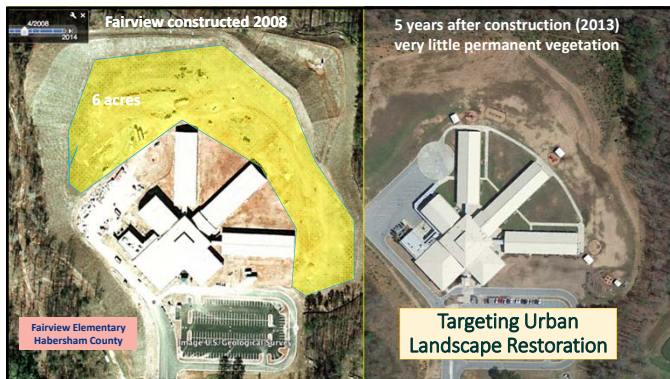 4/2008
2014
Fairview constructed 2008
6 acres
Fairview Elementary
Habersham County
Image U.S. Geological Survey
5 years after construction (2013)
very little permanent vegetation
Targeting Urban
Landscape Restoration